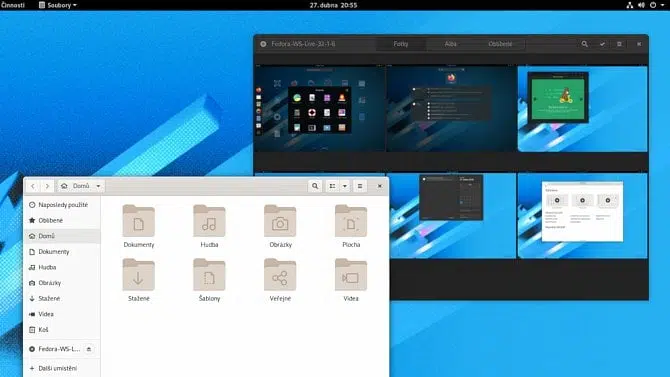 Činnosti
Soubory
27. dubna 20:55
Fedora-WS-Live-32-1-6
Fotky
Alba
Oblíbené
Domů
Naposledy použité
Oblíbené
Domů
Dokumenty
Hudba
Obrázky
Stažené
Videa
Koš
Fedora-WS-L...
+ Další umístění
Dokumenty
Hudba
Obrázky
Plocha
Stažené
Šablony
Veřejné
Videa